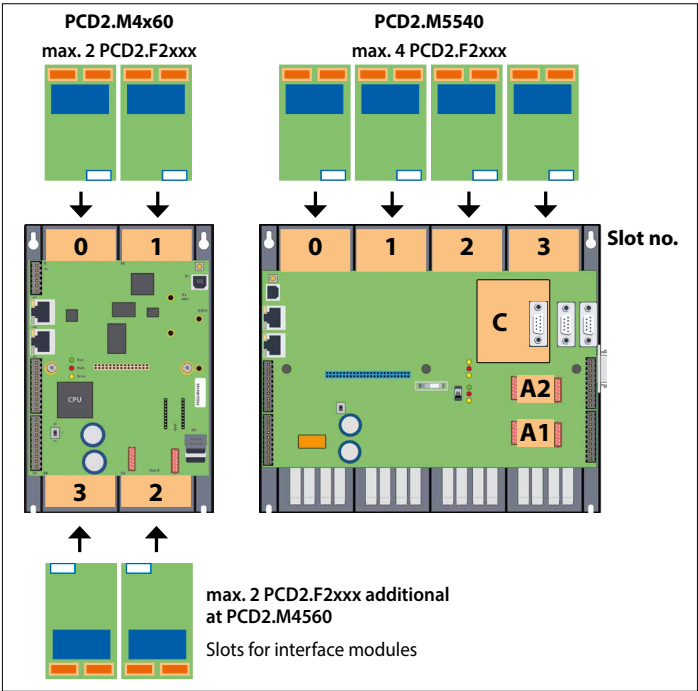 PCD2.M4x60
max. 2 PCD2.F2xxx
PCD2.M5540
max. 4 PCD2.F2xxx
0
1
0
1
2
3
Slot no.
C
CPU
A2
A1
3
2
max. 2 PCD2.F2xxx additional
at PCD2.M4560
Slots for interface modules